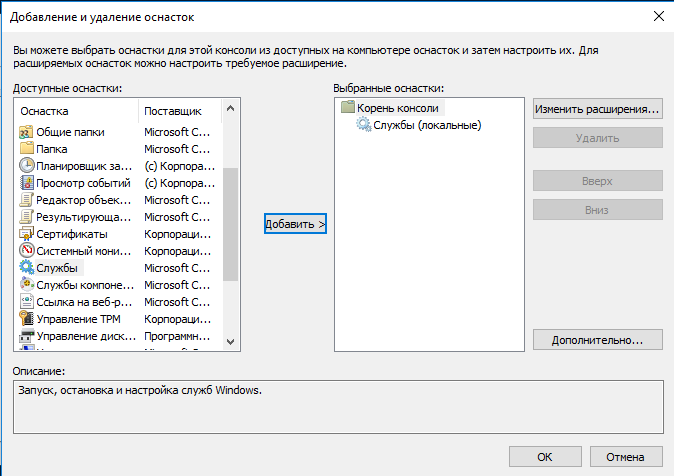 Добавление и удаление оснасток
Вы можете выбрать оснастки для этой консоли из доступных на компьютере оснасток и затем настроить их. Для
расширяемых оснасток можно настроить требуемое расширение.
Доступные оснастки:
Оснастка Поставщик
Общие папки Microsoft C...
Папка Microsoft C...
Планировщик за... (c) Корпора...
Просмотр событий (c) Корпора...
Редактор объек... Microsoft C...
Результирующа... Microsoft C...
Сертификаты Корпораци...
Системный мони... Корпораци...
Службы Microsoft C...
Службы компоне... Microsoft C...
Ссылка на веб-р... Microsoft C...
Управление TPM Корпораци...
Управление диск... Программн...
Добавить >
Выбранные оснастки:
Корень консоли
Службы (локальные)
Изменить расширения...
Удалить
Вверх
Вниз
Дополнительно...
Описание:
Запуск, остановка и настройка служб Windows.
ОК
Отмена